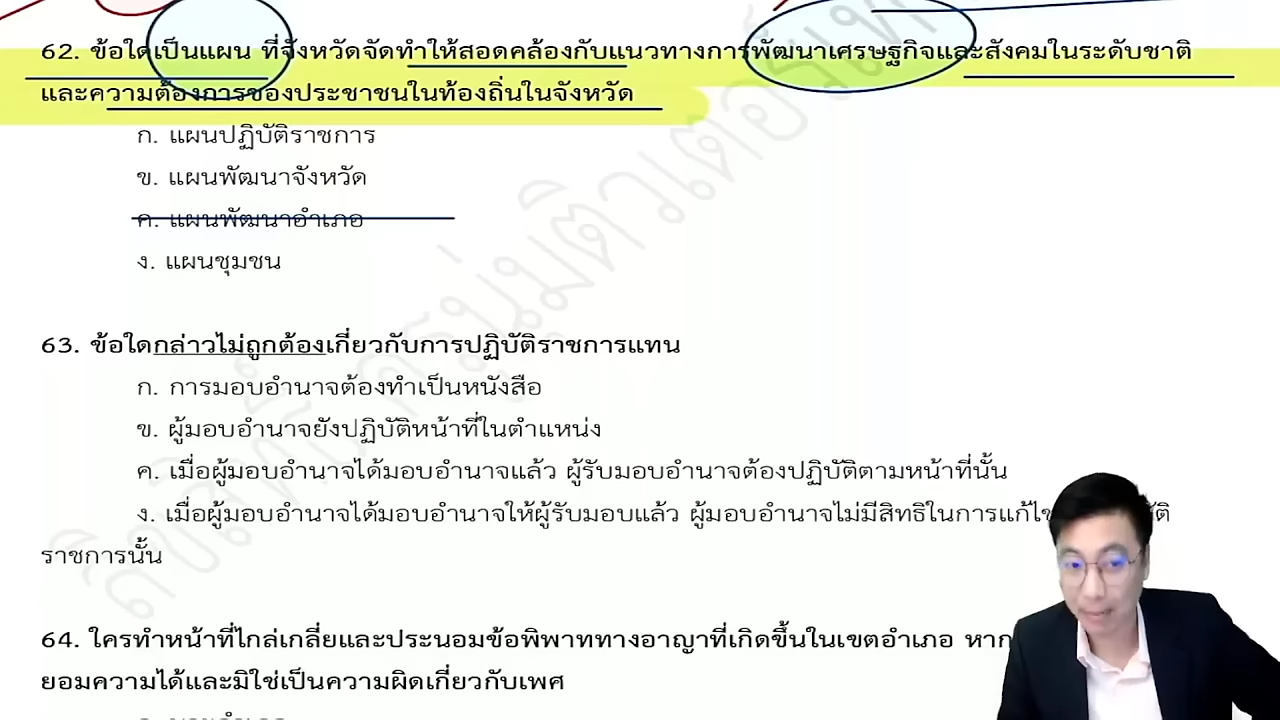 62. ข้อใดเป็นแผน ที่จังหวัดจัดทำให้สอดคล้องกับแนวทางการพัฒนาเศรษฐกิจและสังคมในระดับชาติ
และความต้องการของประชาชนในท้องถิ่นในจังหวัด
ก. แผนปฏิบัติราชการ
ข. แผนพัฒนาจังหวัด
ค. แผนพัฒนาอำเภอ
ง. แผนชุมชน
63. ข้อใดกล่าวไม่ถูกต้องเกี่ยวกับการปฏิบัติราชการแทน
ก. การมอบอำนาจต้องทำเป็นหนังสือ
ข. ผู้มอบอำนาจยังปฏิบัติหน้าที่ในตำแหน่ง
ค. เมื่อผู้มอบอำนาจได้มอบอำนาจแล้ว ผู้รับมอบอำนาจต้องปฏิบัติตามหน้าที่นั้น
ง. เมื่อผู้มอบอำนาจได้มอบอำนาจให้ผู้รับมอบแล้ว ผู้มอบอำนาจไม่มีสิทธิในการแก้ไข
ราชการนั้น
64. ใครทำหน้าที่ไกล่เกลี่ยและประนอมข้อพิพาททางอาญาที่เกิดขึ้นในเขตอำเภอ หาก
ยอมความได้และมิใช่เป็นความผิดเกี่ยวกับเพศ